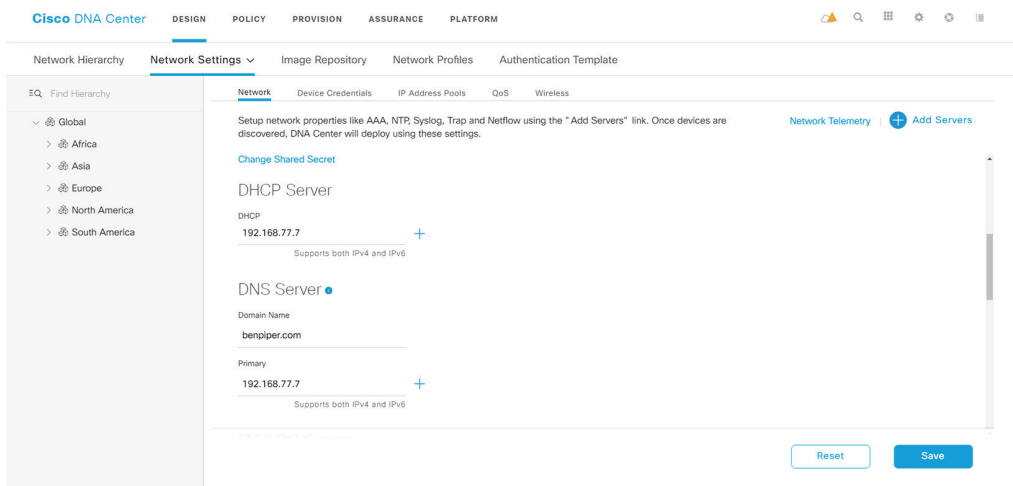 Cisco DNA Center DESIGN POLICY PROVISION ASSURANCE PLATFORM
Network Hierarchy Network Settings Image Repository Network Profiles Authentication Template
Find Hierarchy
Global
Africa
Asia
Europe
North America
South America
Network Device Credentials IP Address Pools QoS Wireless
Setup network properties like AAA, NTP, Syslog, Trap and Netflow using the "Add Servers" link. Once devices are
discovered, DNA Center will deploy using these settings.
Network Telemetry Add Servers
Change Shared Secret
DHCP Server
DHCP
192.168.77.7
Supports both IPv4 and IPv6
DNS Server
Domain Name
benpiper.com
Primary
192.168.77.7
Supports both IPv4 and IPv6
Reset Save